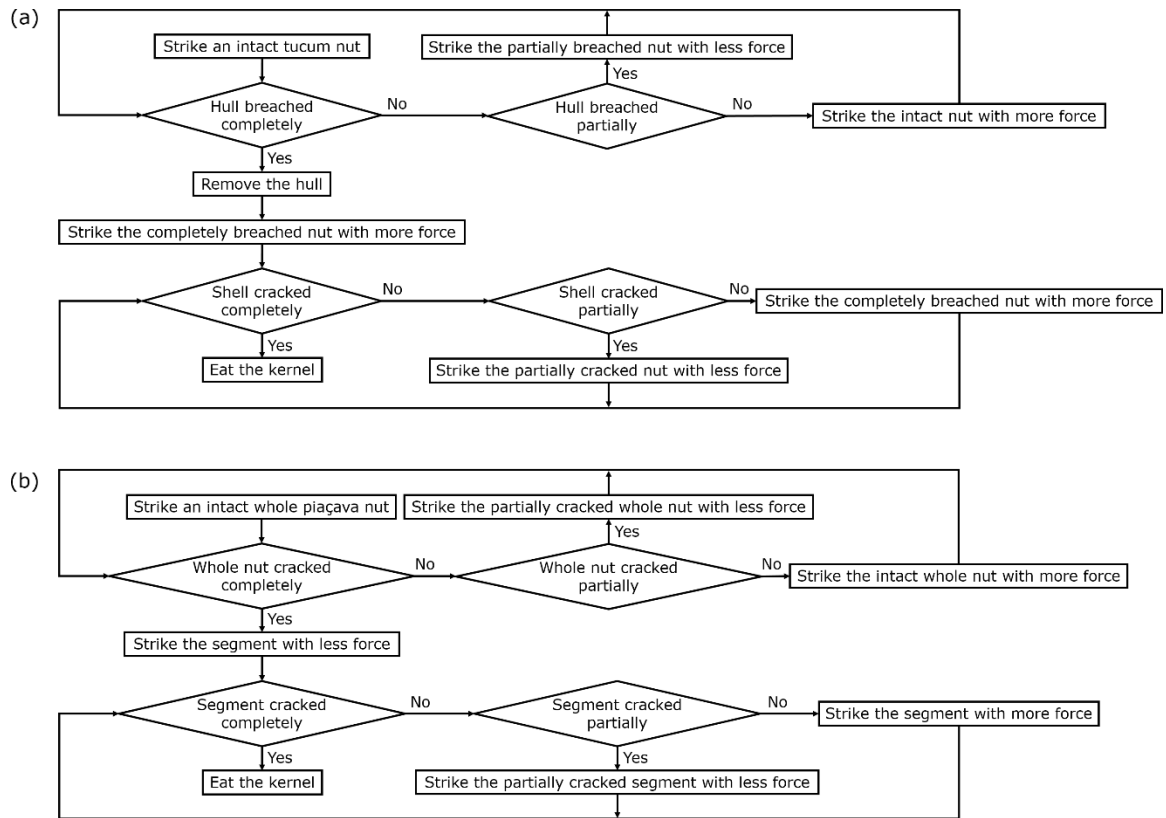 (a)
Strike an intact tucum nut
Strike the partially breached nut with less force
Yes
Hull breached
completely
No
Hull breached
partially
No
Strike the intact nut with more force
Yes
Remove the hull
Strike the completely breached nut with more force
Shell cracked
completely
No
Shell cracked
partially
No
Strike the completely breached nut with more force
Yes
Yes
Eat the kernel
Strike the partially cracked nut with less force
(b)
Strike an intact whole piaçava nut
Strike the partially cracked whole nut with less force
Yes
Whole nut cracked
completely
No
Whole nut cracked
partially
No
Strike the intact whole nut with more force
Yes
Strike the segment with less force
Segment cracked
completely
No
Segment cracked
partially
No
Strike the segment with more force
Yes
Yes
Eat the kernel
Strike the partially cracked segment with less force